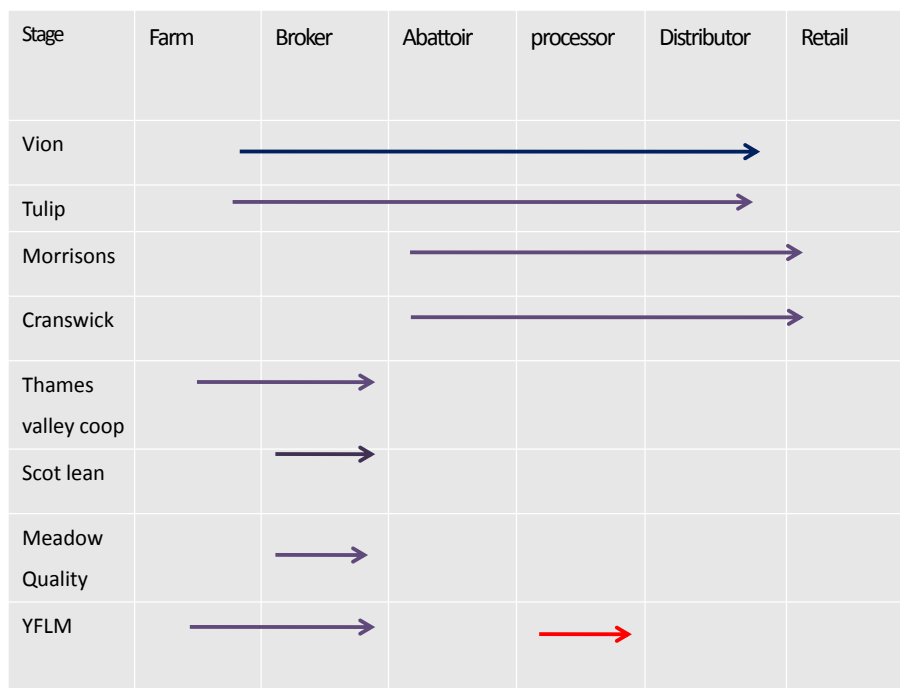 Stage Farm Broker Abattoir processor Distributor Retail
Vion
Tulip
Morrisons
Cranswick
Thames
valley coop
Scot lean
Meadow
Quality
YFLM